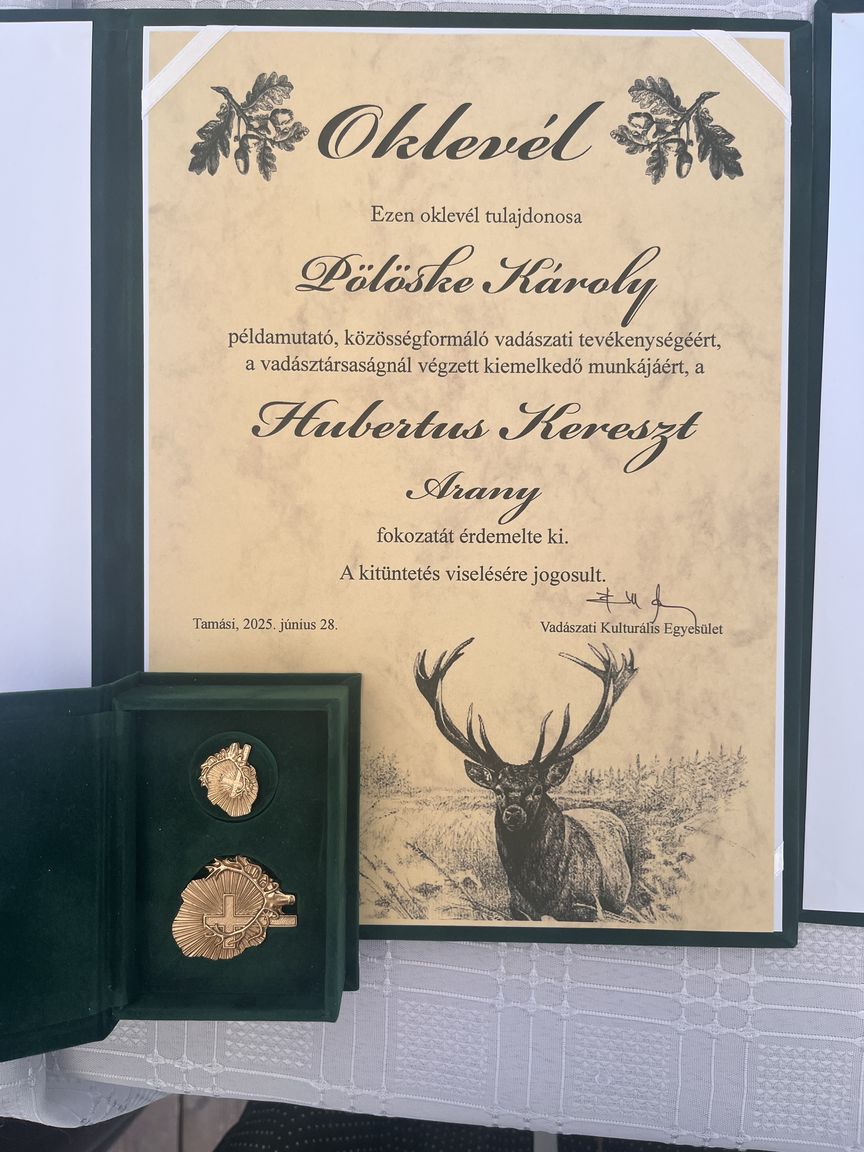 Oklevél
Ezen oklevél tulajdonosa
Pölöske Károly
példamutató, közösségformáló vadászati tevékenységéért,
a vadásztársaságnál végzett kiemelkedő munkájáért, a
Hubertus Kereszt
Arany
fokozatát érdemelte ki.
A kitüntetés viselésére jogosult.
Tamási, 2025. június 28.
Vadászati Kulturális Egyesület